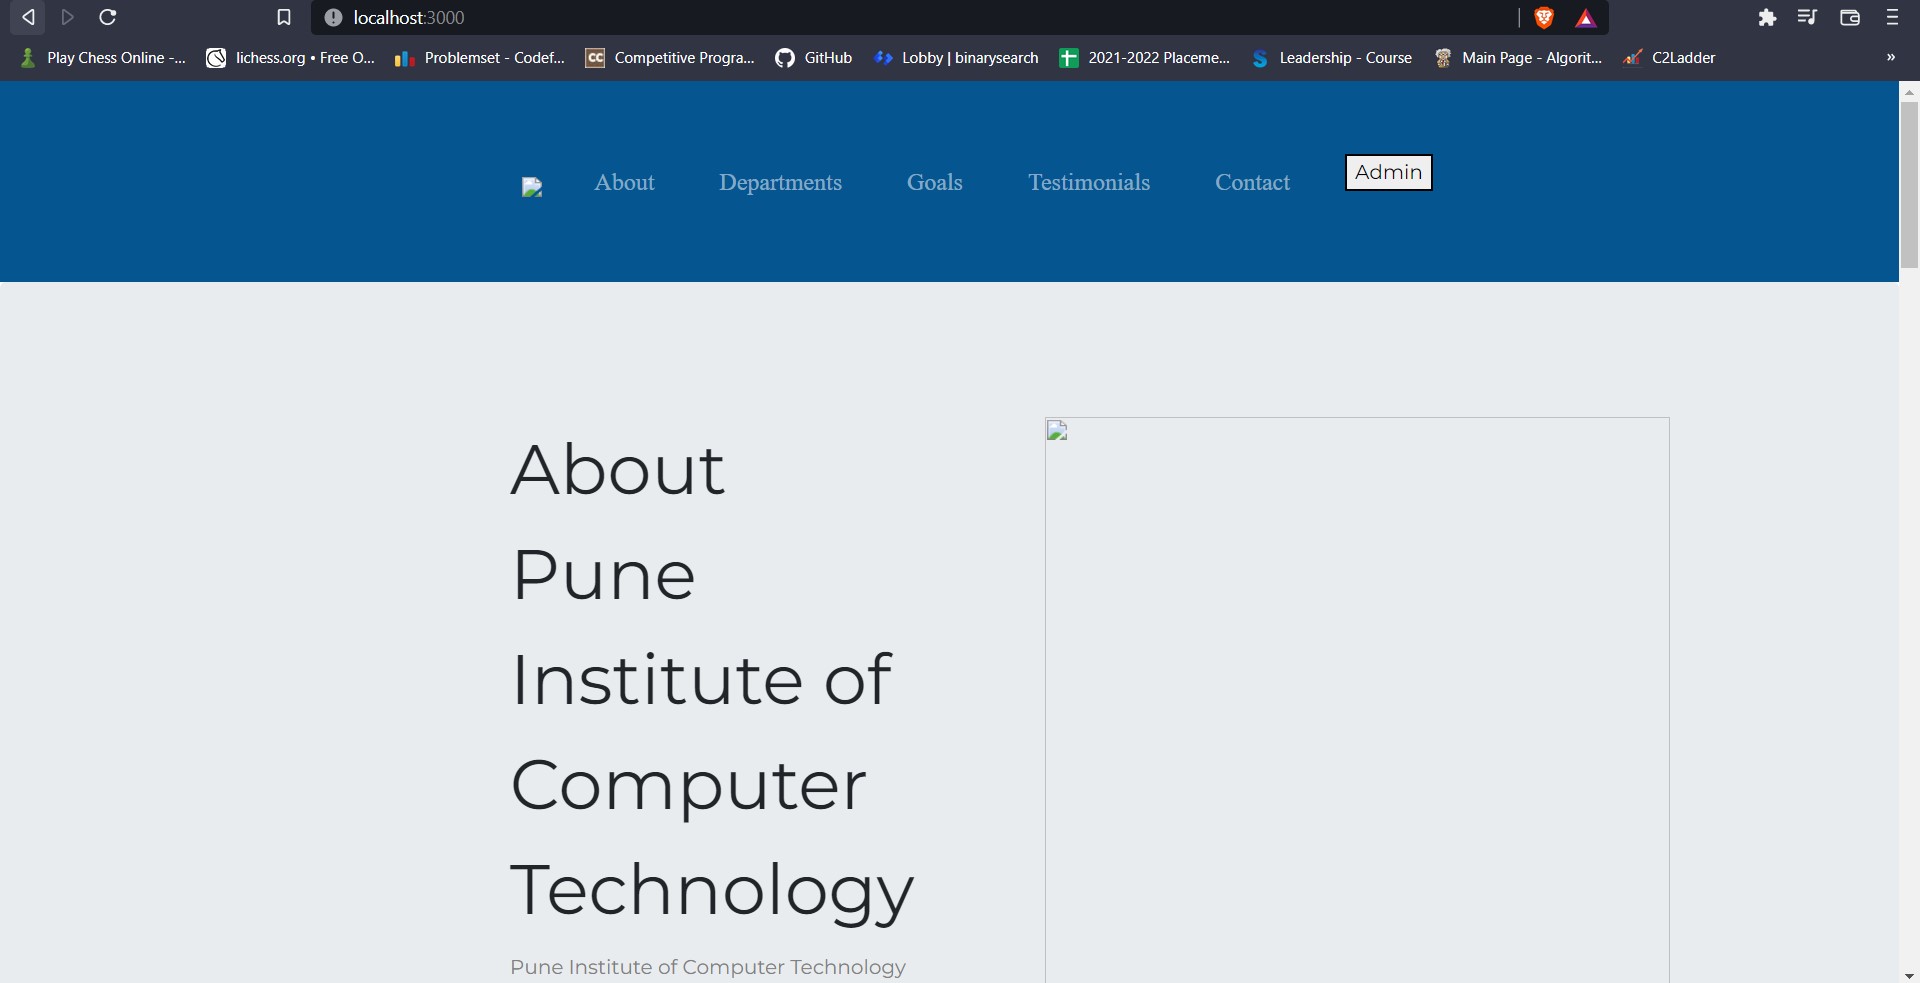 localhost:3000
Play Chess Online -... lichess.org • Free O... Problemset - Codef... CC Competitive Progra... GitHub Lobby | binarysearch 2021-2022 Placeme... Leadership - Course Main Page - Algorit... C2Ladder »
About Departments Goals Testimonials Contact Admin
About
Pune
Institute of
Computer
Technology
Pune Institute of Computer Technology